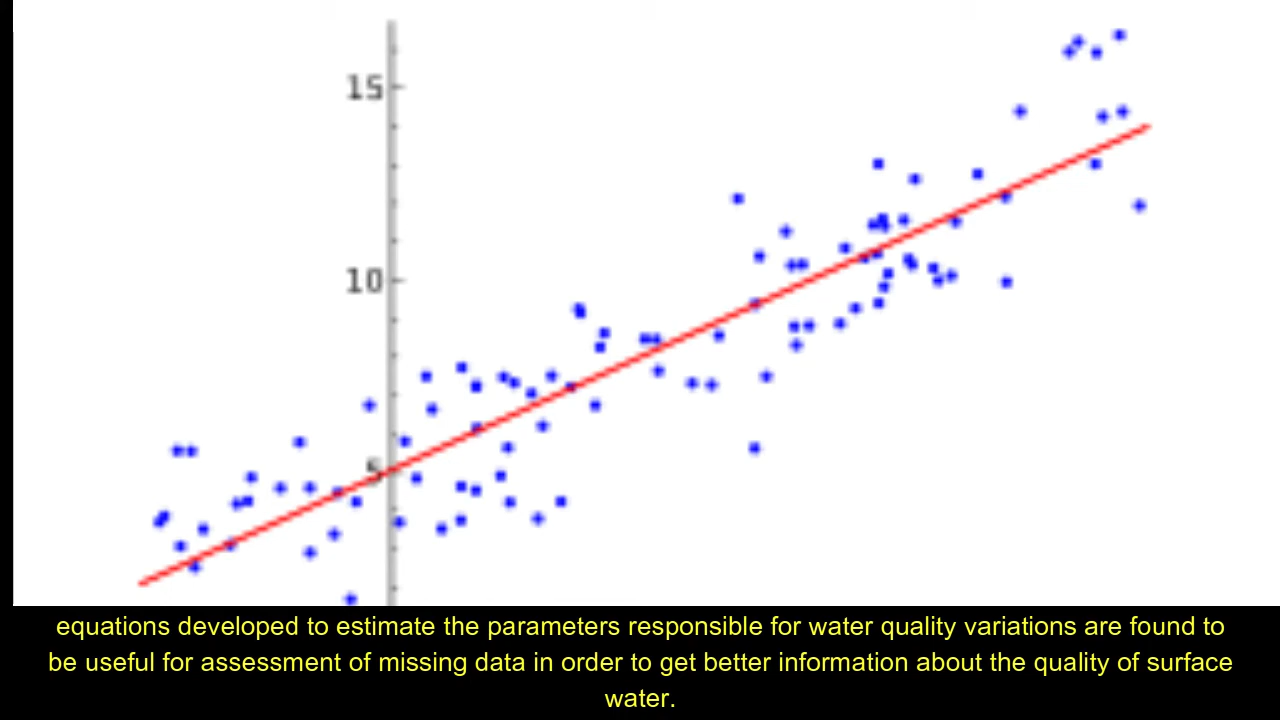 15
10
5
equations developed to estimate the parameters responsible for water quality variations are found to
be useful for assessment of missing data in order to get better information about the quality of surface
water.